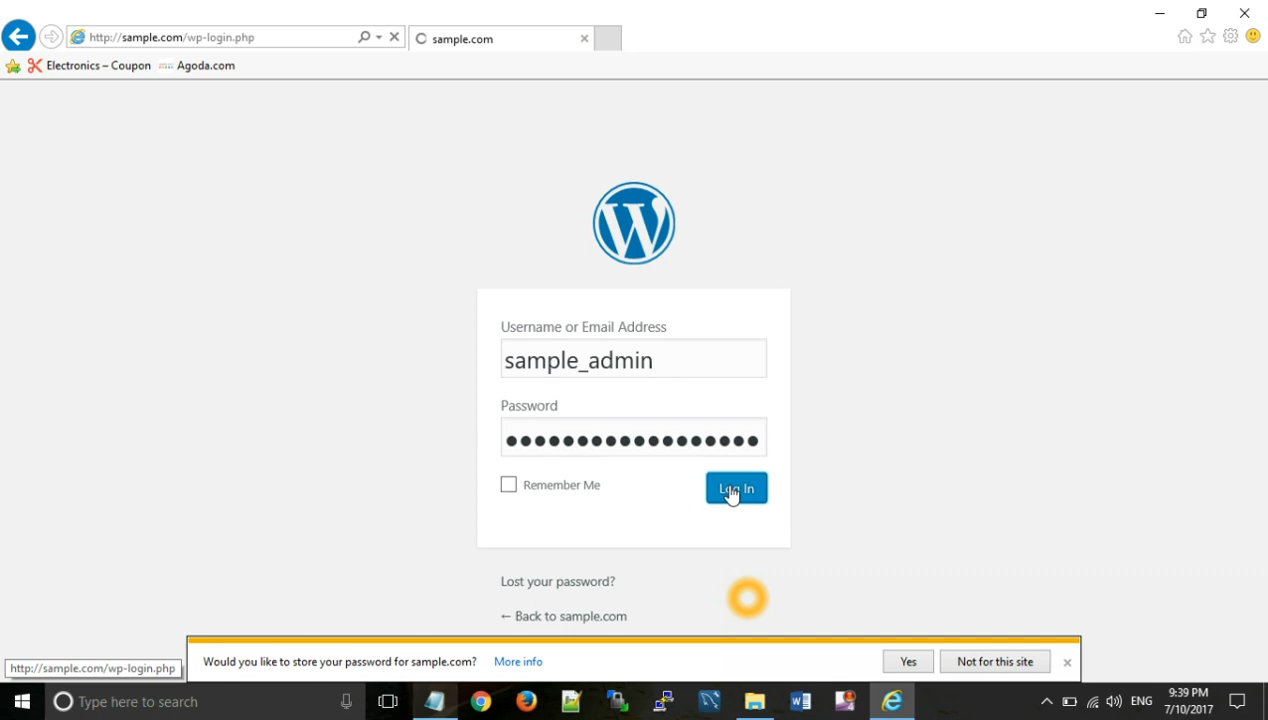 http://sample.com/wp-login.php
sample.com
Electronics – Coupon
Agoda.com
Username or Email Address
sample_admin
Password
Remember Me
Log In
Lost your password?
← Back to sample.com
Would you like to store your password for sample.com? More info
Yes
Not for this site
http://sample.com/wp-login.php
Type here to search
ENG
9:39 PM
7/10/2017